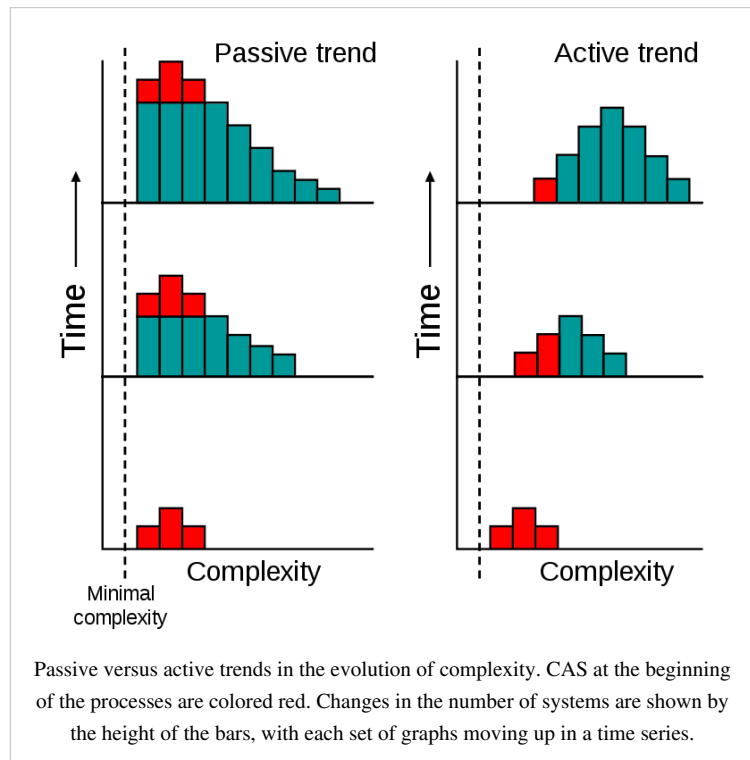 Passive trend
Active trend
Time
Time
Time
Time
Complexity
Complexity
Minimal
complexity
Passive versus active trends in the evolution of complexity. CAS at the beginning
of the processes are colored red. Changes in the number of systems are shown by
the height of the bars, with each set of graphs moving up in a time series.